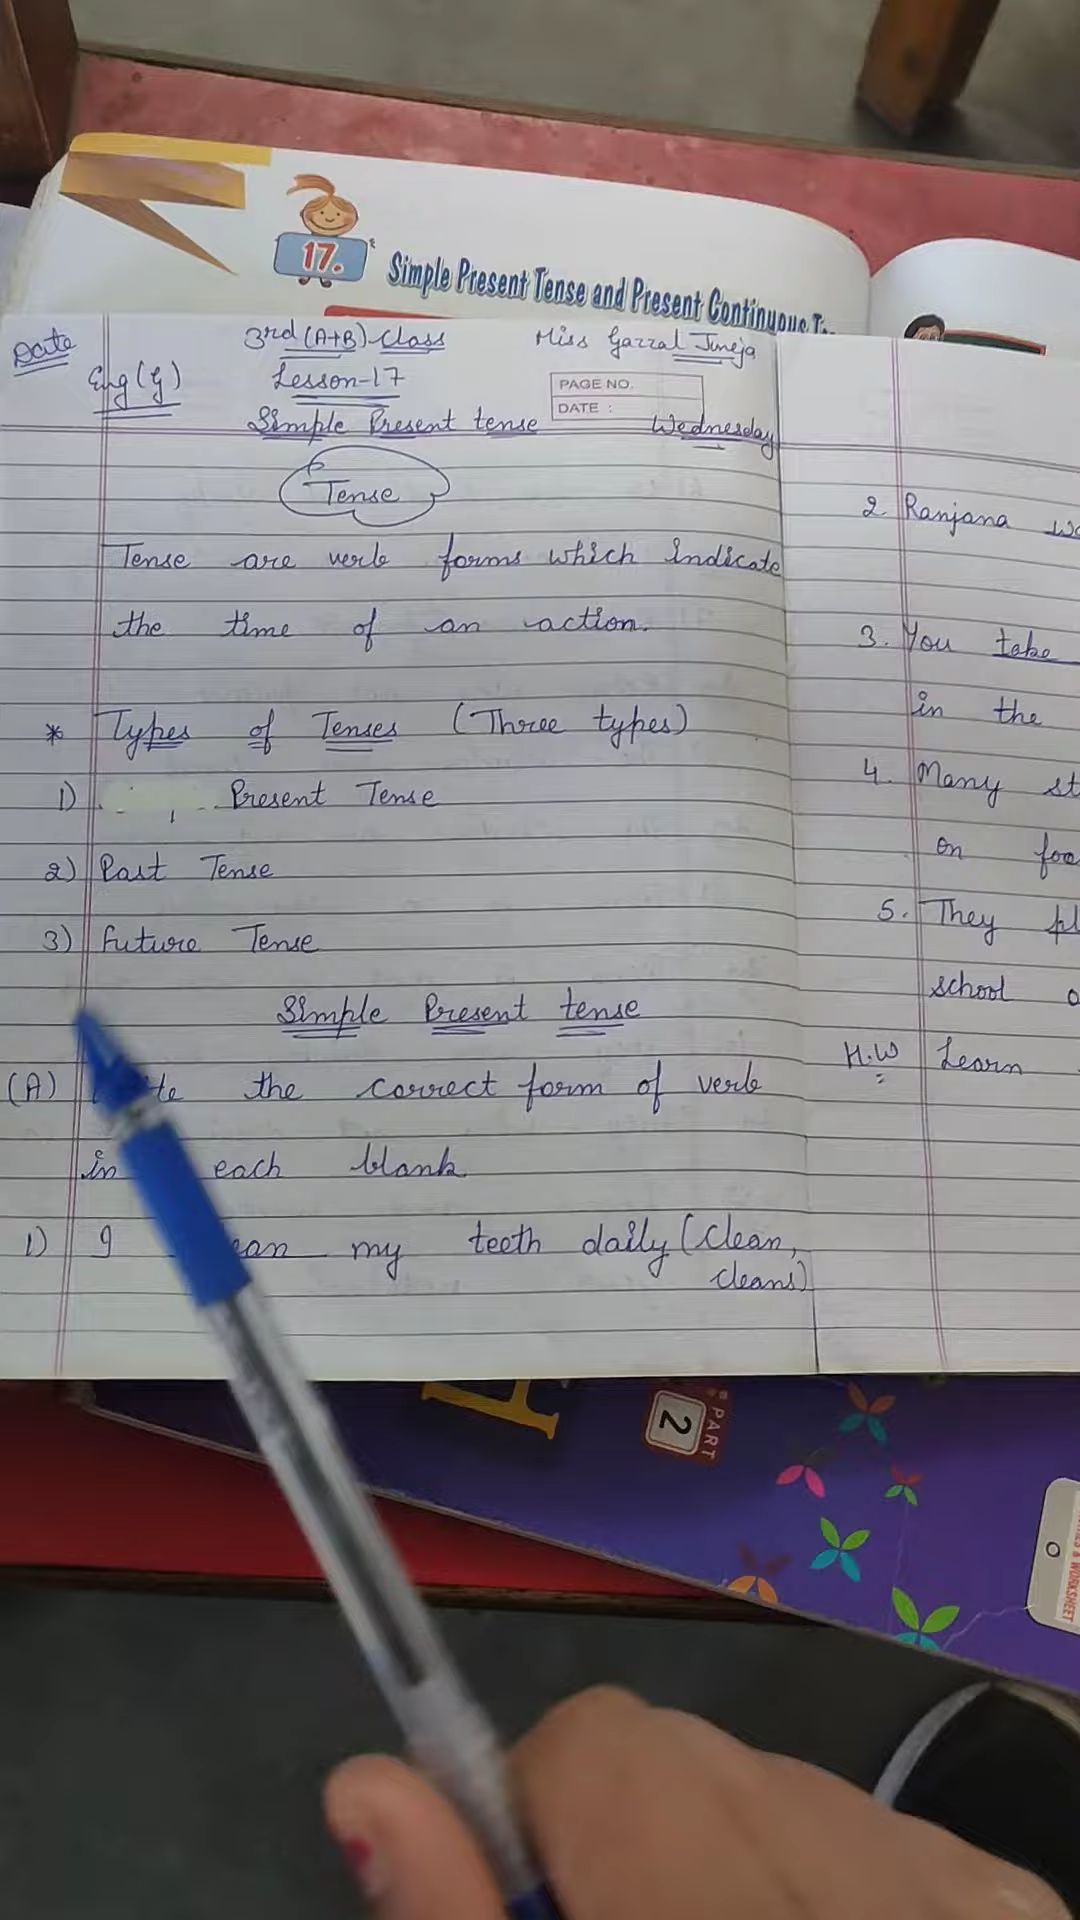 17.
Simple Present Tense and Present Continuous
Date
3rd (A+B) Class
Miss Gazzal Juneja
Eng (G)
Lesson-17
PAGE NO.
DATE :
Simple Present tense
Wednesday
Tense
Tense are verb forms which indicate
the time of an action.
* Types of Tenses (Three types)
1) Present Tense
2) Past Tense
3) Future Tense
Simple Present tense
(A) the correct form of verb
in each blank
1) I my teeth daily (Clean,
cleans)
2. Ranjana
3. You take
in the
4. Many
on
5. They
school
H.W Learn
PART
2
& WORKSHEET